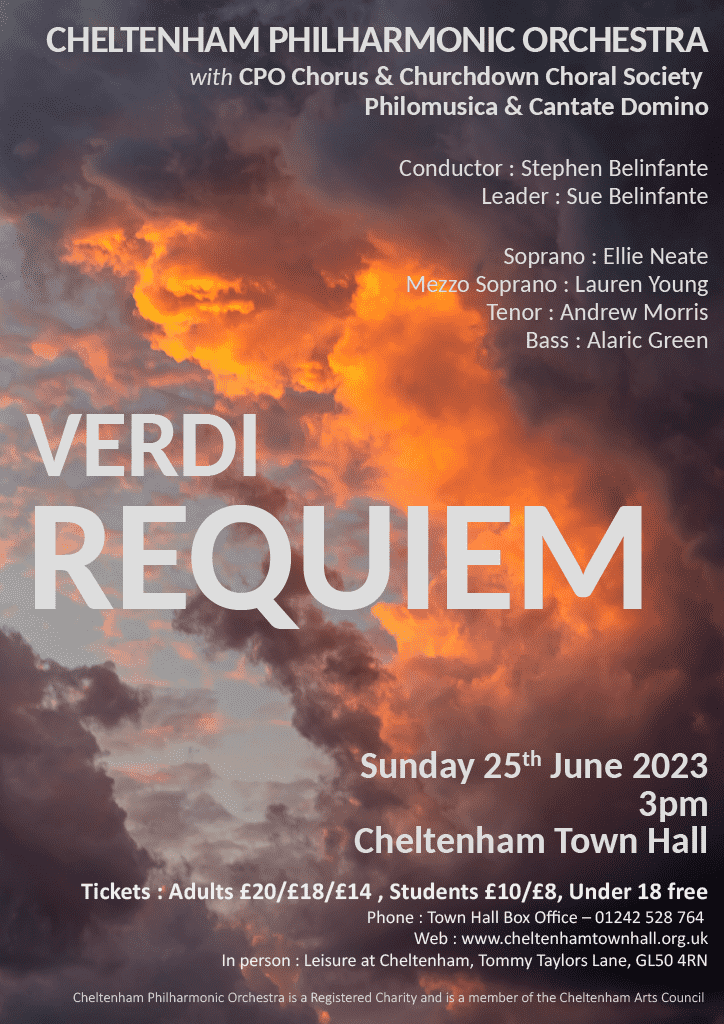 CHELTENHAM PHILHARMONIC ORCHESTRA
with CPO Chorus & Churchdown Choral Society
Philomusica & Cantate Domino
Conductor : Stephen Belinfante
Leader : Sue Belinfante
Soprano : Ellie Neate
Mezzo Soprano : Lauren Young
Tenor : Andrew Morris
Bass : Alaric Green
VERDI
REQUIEM
Sunday 25th June 2023
3pm
Cheltenham Town Hall
Tickets : Adults £20/£18/£14 , Students £10/£8, Under 18 free
Phone : Town Hall Box Office – 01242 528 764
Web : www.cheltenhamtownhall.org.uk
In person : Leisure at Cheltenham, Tommy Taylors Lane, GL50 4RN
Cheltenham Philharmonic Orchestra is a Registered Charity and is a member of the Cheltenham Arts Council